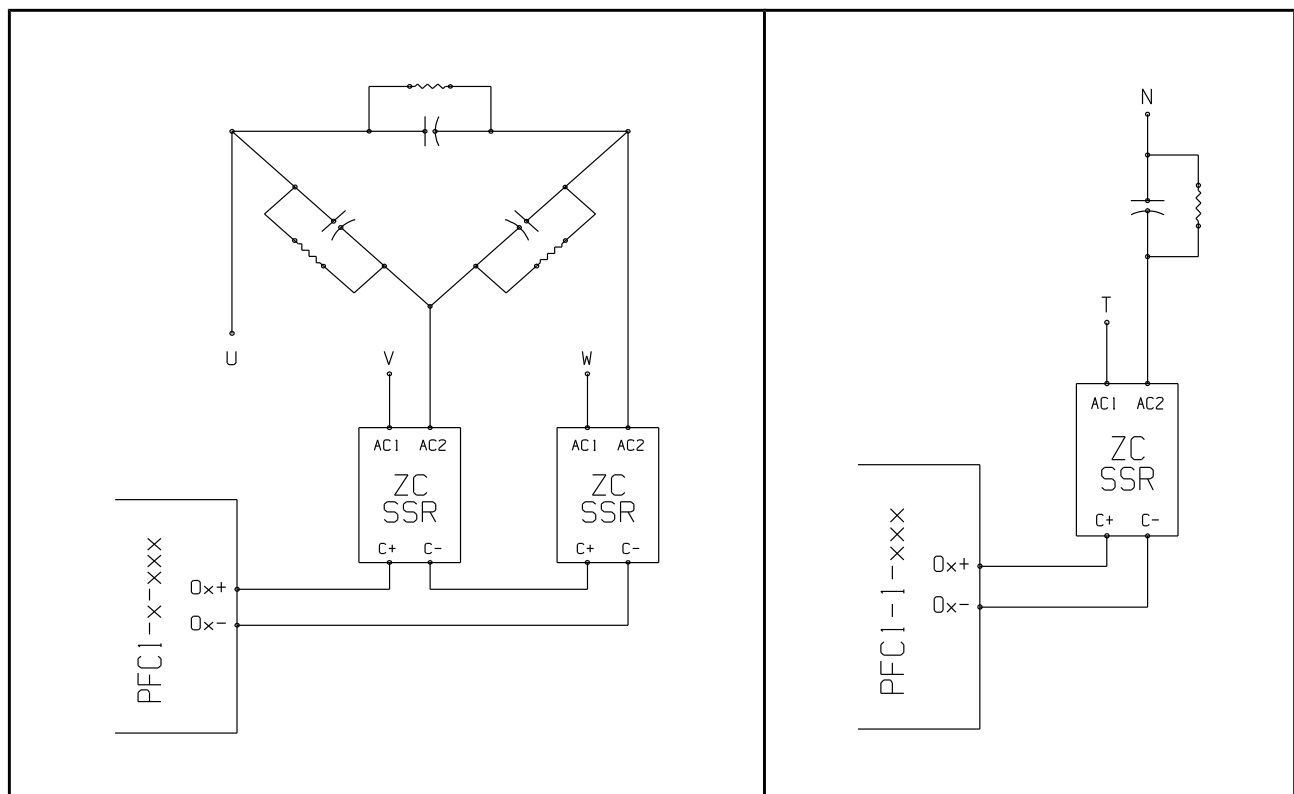 U
V
W
AC1 AC2
ZC
SSR
C+ C-
AC1 AC2
ZC
SSR
C+ C-
PFC1-x-xxx
Ox+
Ox-
N
T
AC1 AC2
ZC
SSR
C+ C-
PFC1-1-xxx
Ox+
Ox-